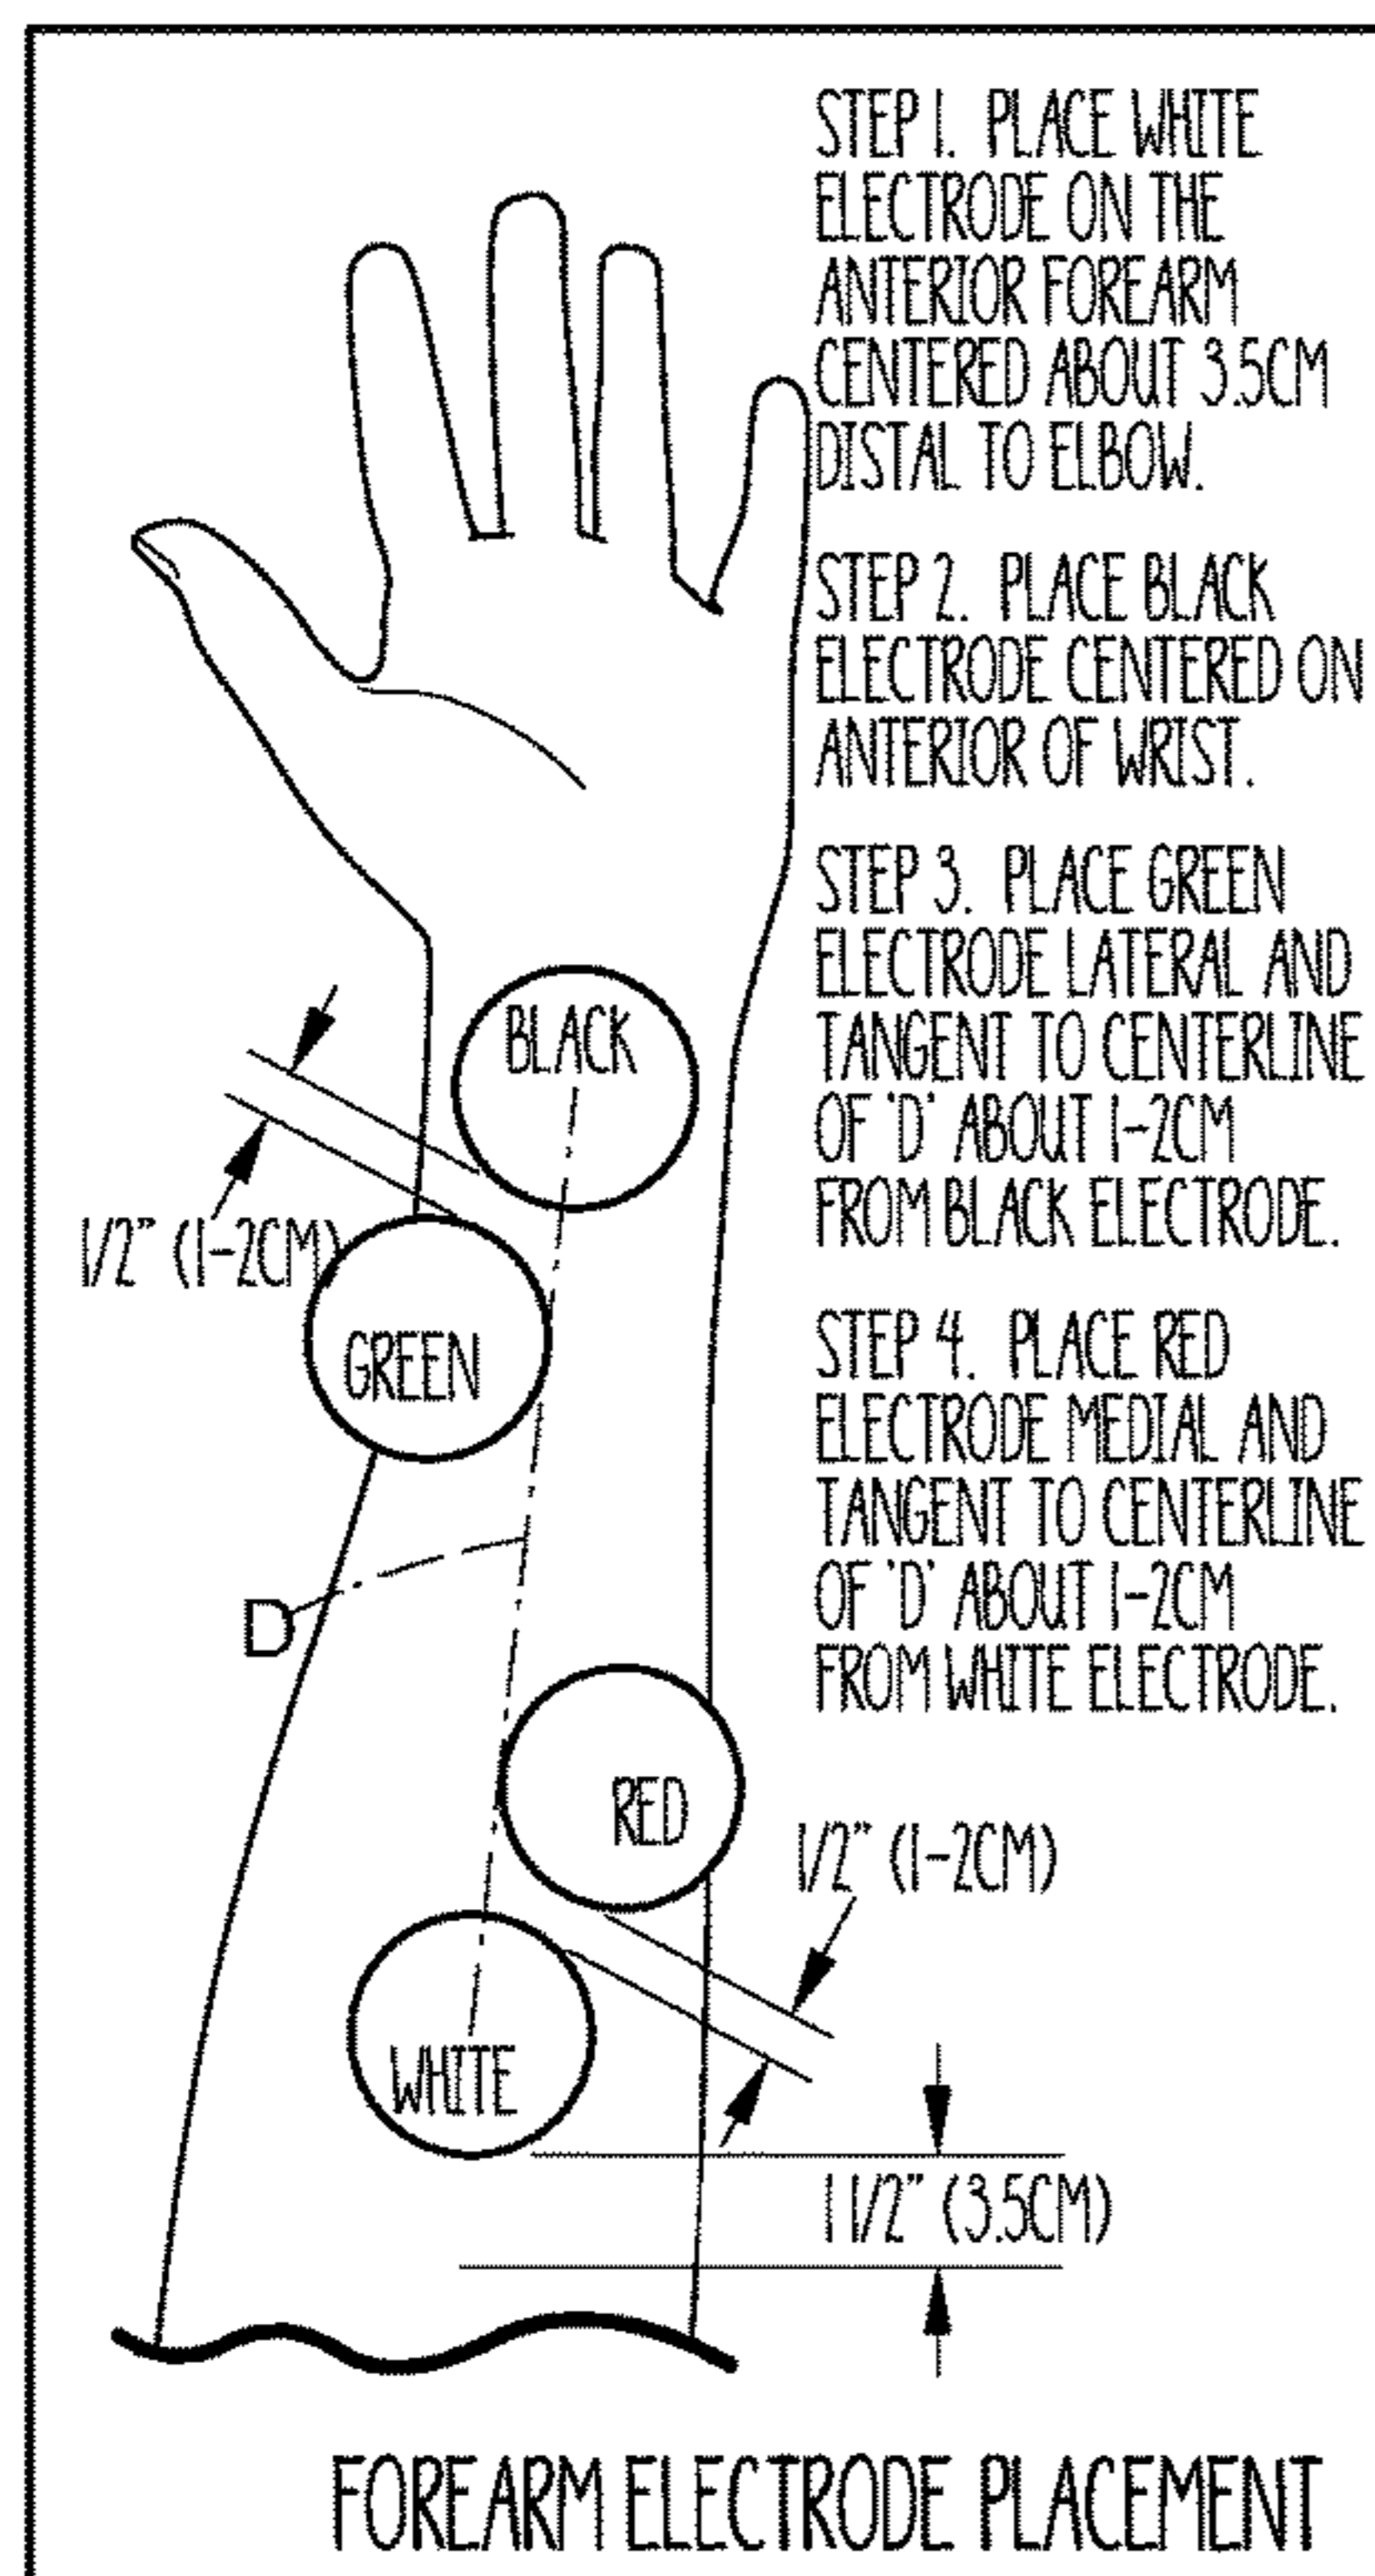 STEP 1. PLACE WHITE
ELECTRODE ON THE
ANTERIOR FOREARM
CENTERED ABOUT 3.5CM
DISTAL TO ELBOW.
STEP 2. PLACE BLACK
ELECTRODE CENTERED ON
ANTERIOR OF WRIST.
STEP 3. PLACE GREEN
ELECTRODE LATERAL AND
TANGENT TO CENTERLINE
OF 'D' ABOUT 1-2CM
FROM BLACK ELECTRODE.
STEP 4. PLACE RED
ELECTRODE MEDIAL AND
TANGENT TO CENTERLINE
OF 'D' ABOUT 1-2CM
FROM WHITE ELECTRODE.
BLACK
1/2" (1-2CM)
GREEN
D
RED
1/2" (1-2CM)
WHITE
1 1/2" (3.5CM)
FOREARM ELECTRODE PLACEMENT